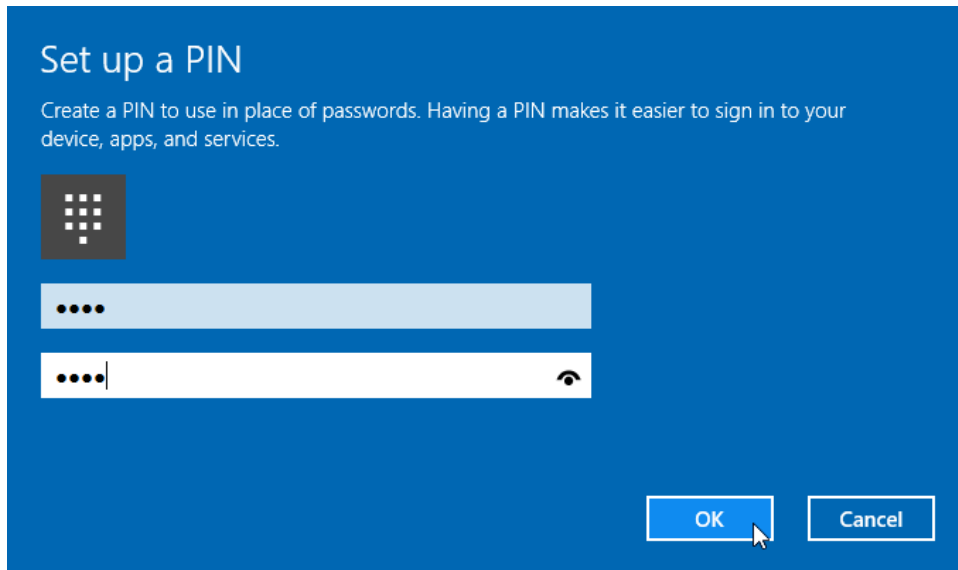 Set up a PIN
Create a PIN to use in place of passwords. Having a PIN makes it easier to sign in to your
device, apps, and services.
••••
••••
OK
Cancel